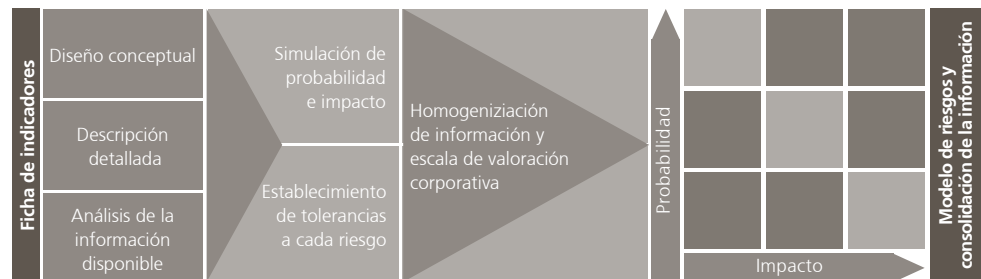 Ficha de indicadores
Diseño conceptual
Descripción
detallada
Análisis de la
información
disponible
Simulación de
probabilidad
e impacto
Establecimiento
de tolerancias
a cada riesgo
Homogeniziación
de información y
escala de valoración
corporativa
Probabilidad
Impacto
Modelo de riesgos y
consolidación de la información